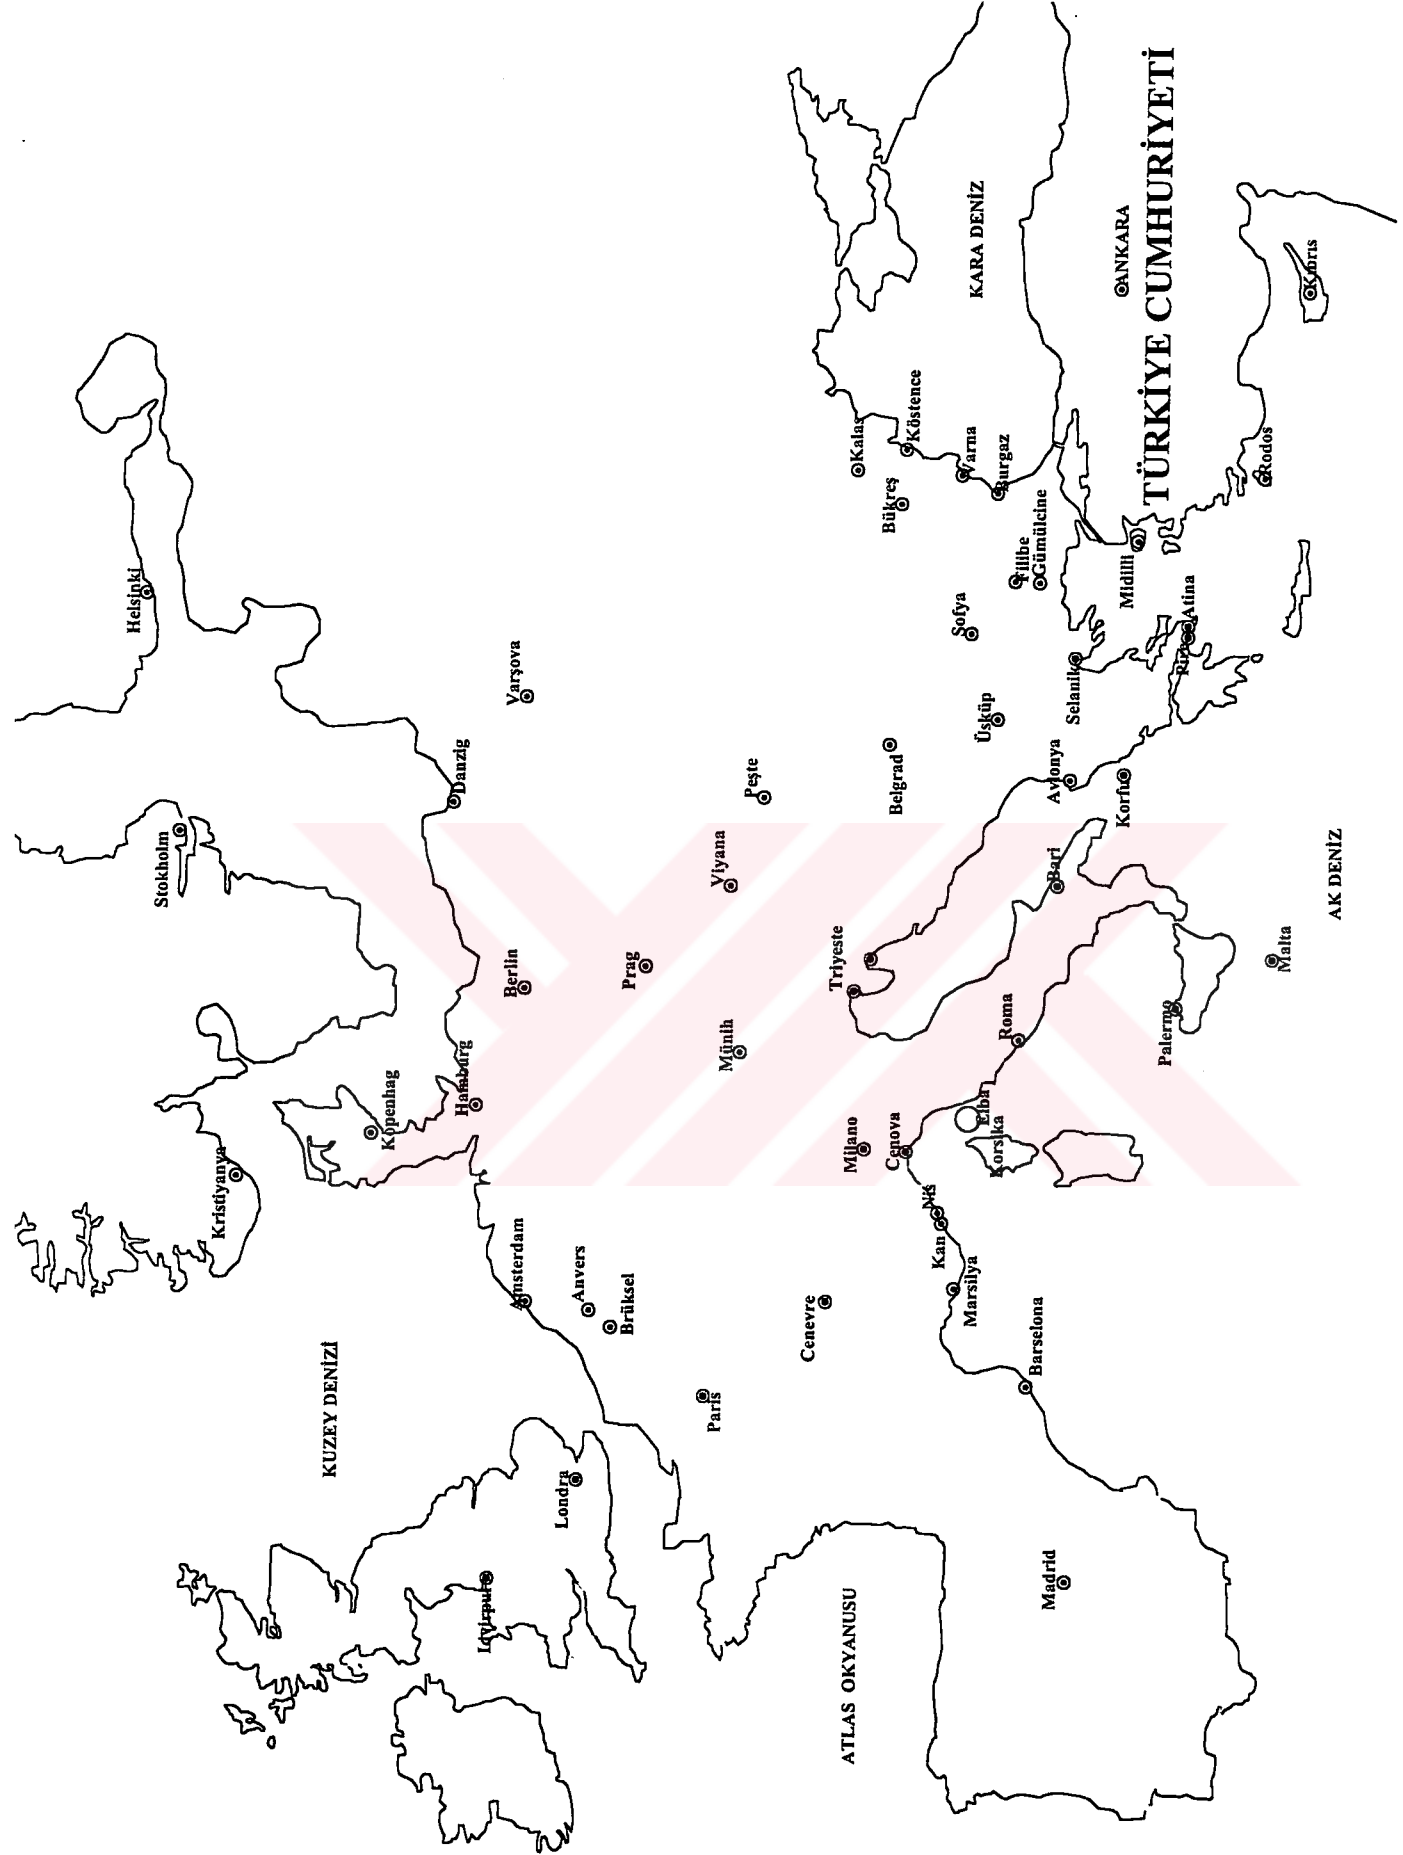 Helsinki
Stokholm
Kristiyanya
KUZEY DENİZİ
Kopenhag
Danzig
Varşova
Hamburg
Berlin
Livirpul
Amsterdam
Londra
Anvers
Brüksel
Prag
Paris
Münih
Viyana
Peşte
Cenevre
ATLAS OKYANUSU
Milano
Triyeste
Belgrad
Kalas
Bükreş
Köstence
Cenova
Nis
Kan
Marsilya
Elba
Korsika
Roma
Barselona
Madrid
Varna
Burgaz
KARA DENİZ
Sofya
Üsküp
Filibe
Gümülcine
Bari
Avlonya
Selanik
Korfu
Midilli
ANKARA
TÜRKİYE CUMHURİYETİ
Palermo
Pire
Atina
Malta
Rodos
Kıbrıs
AK DENİZ